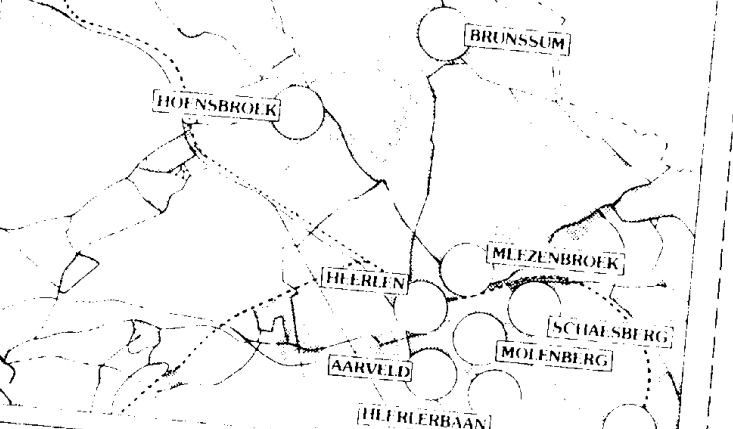 BRUNSSUM
HOENSBROEK
MEEZENBROEK
HEERLEN
SCHAESBERG
MOLENBERG
AARVELD
HEERLERBAAN